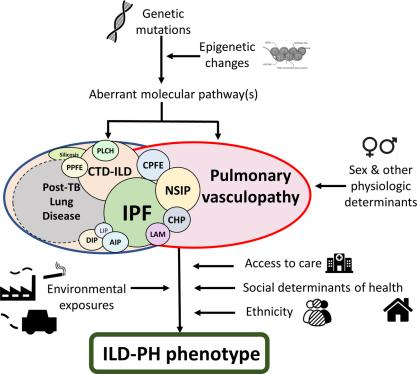 Genetic
mutations
Epigenetic
changes
Aberrant molecular pathway(s)
Silicosis
PLCH
PPFE
CTD-ILD
CPFE
Post-TB
Lung
Disease
NSIP
IPF
CHP
LIP
DIP
AIP
LAM
Pulmonary
vasculopathy
Sex & other
physiologic
determinants
Access to care
Environmental
exposures
Social determinants of health
Ethnicity
ILD-PH phenotype